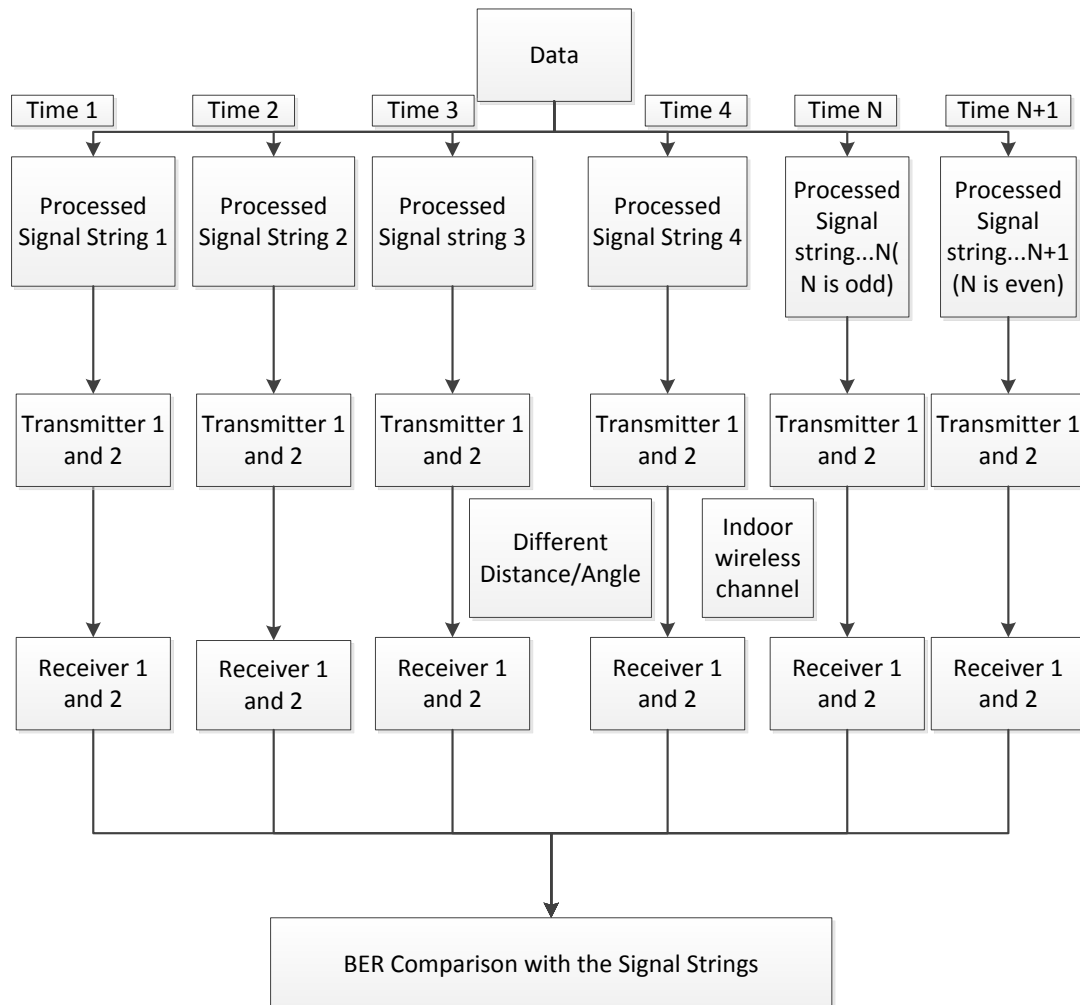 Data
Time 1
Time 2
Time 3
Time 4
Time N
Time N+1
Processed
Signal String 1
Processed
Signal String 2
Processed
Signal string 3
Processed
Signal String 4
Processed
Signal
string...N(
N is odd)
Processed
Signal
string...N+1
(N is even)
Transmitter 1
and 2
Transmitter 1
and 2
Transmitter 1
and 2
Transmitter 1
and 2
Transmitter 1
and 2
Transmitter 1
and 2
Different
Distance/Angle
Indoor
wireless
channel
Receiver 1
and 2
Receiver 1
and 2
Receiver 1
and 2
Receiver 1
and 2
Receiver 1
and 2
Receiver 1
and 2
BER Comparison with the Signal Strings